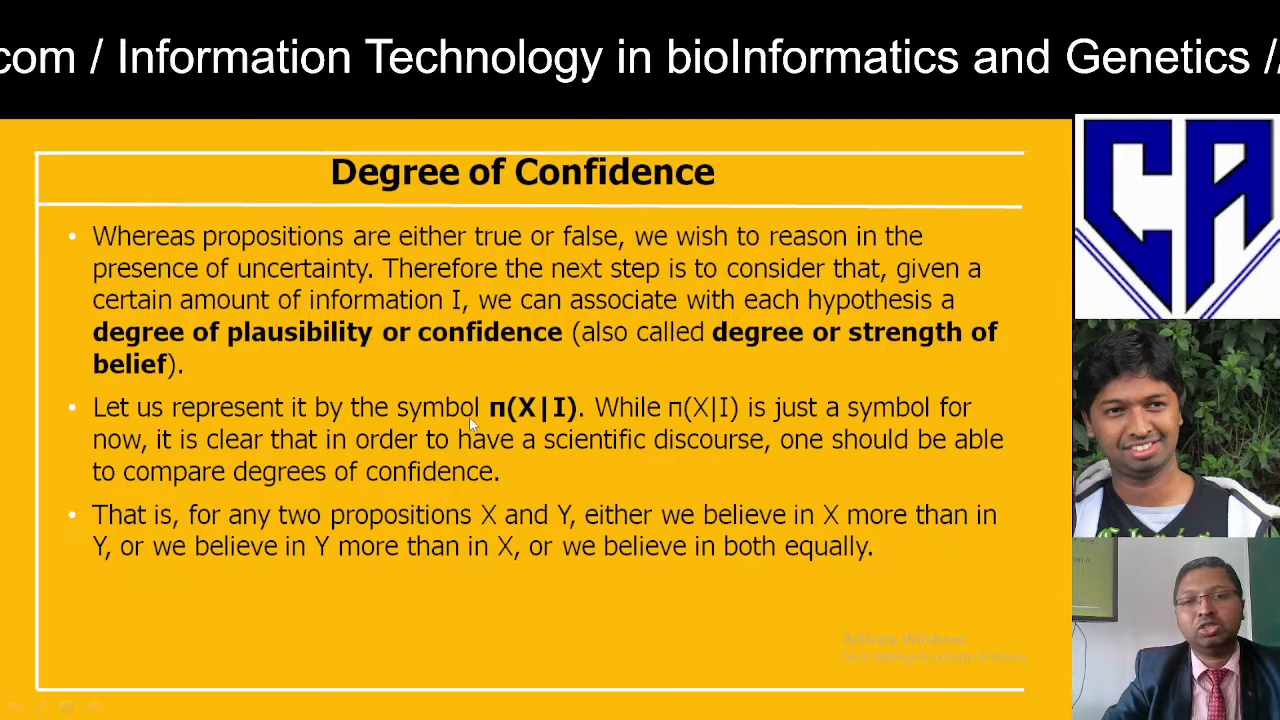 .com / Information Technology in bioInformatics and Genetics //
CA
Degree of Confidence
• Whereas propositions are either true or false, we wish to reason in the
presence of uncertainty. Therefore the next step is to consider that, given a
certain amount of information I, we can associate with each hypothesis a
degree of plausibility or confidence (also called degree or strength of
belief).
• Let us represent it by the symbol π(X|I). While π(X|I) is just a symbol for
now, it is clear that in order to have a scientific discourse, one should be able
to compare degrees of confidence.
• That is, for any two propositions X and Y, either we believe in X more than in
Y, or we believe in Y more than in X, or we believe in both equally.
Activate Windows